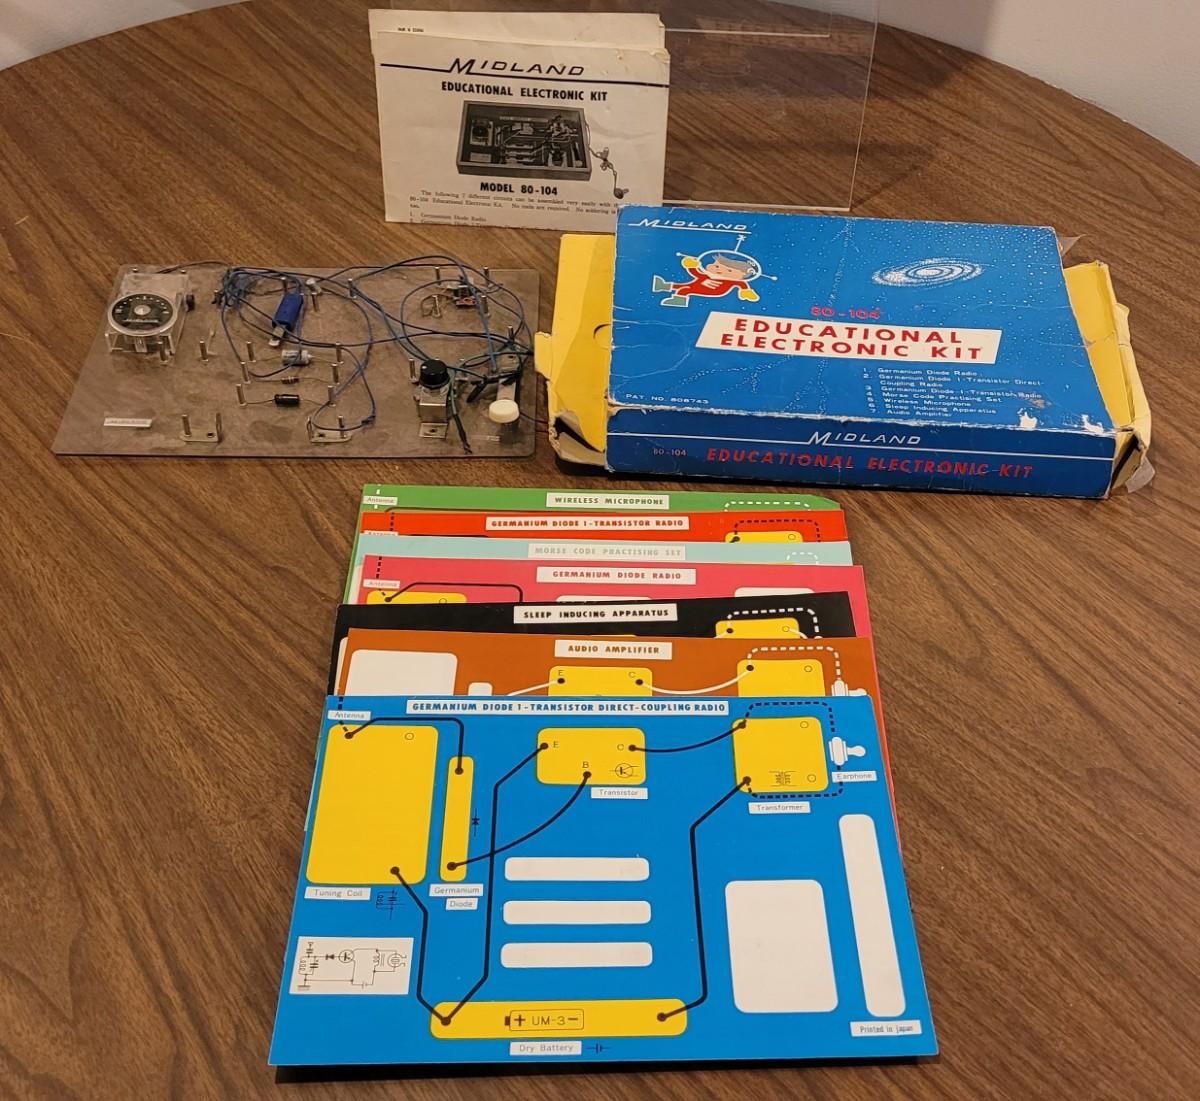 MIDLAND
EDUCATIONAL ELECTRONIC KIT
MODEL 80-104
The following 7 different circuits can be assembled very easily with
80-104 Educational Electronic Kit. No tools are required. No soldering is
1. Germanium Diode Radio
MIDLAND
MIDLAND
E
80-104
EDUCATIONAL
ELECTRONIC KIT
1. Germanium Diode Radio
2. Germanium Diode 1-Transistor Direct-
Coupling Radio
3. Germanium Diode-1-Transistor Radio
4. Morse Code Practising Set
5. Wireless Microphone
6. Sleep Inducing Apparatus
7. Audio Amplifier
PAT. NO. 808743
MIDLAND
80-104 EDUCATIONAL ELECTRONIC KIT
Antenna
WIRELESS MICROPHONE
GERMANIUM DIODE 1-TRANSISTOR RADIO
Antenna
MORSE CODE PRACTISING SET
GERMANIUM DIODE RADIO
Antenna
SLEEP INDUCING APPARATUS
AUDIO AMPLIFIER
E
C
GERMANIUM DIODE 1-TRANSISTOR DIRECT-COUPLING RADIO
Antenna
E
C
B
Transistor
Earphone
Transformer
Tuning Coil
Germanium
Diode
+ UM-3 -
Dry Battery
Printed in Japan